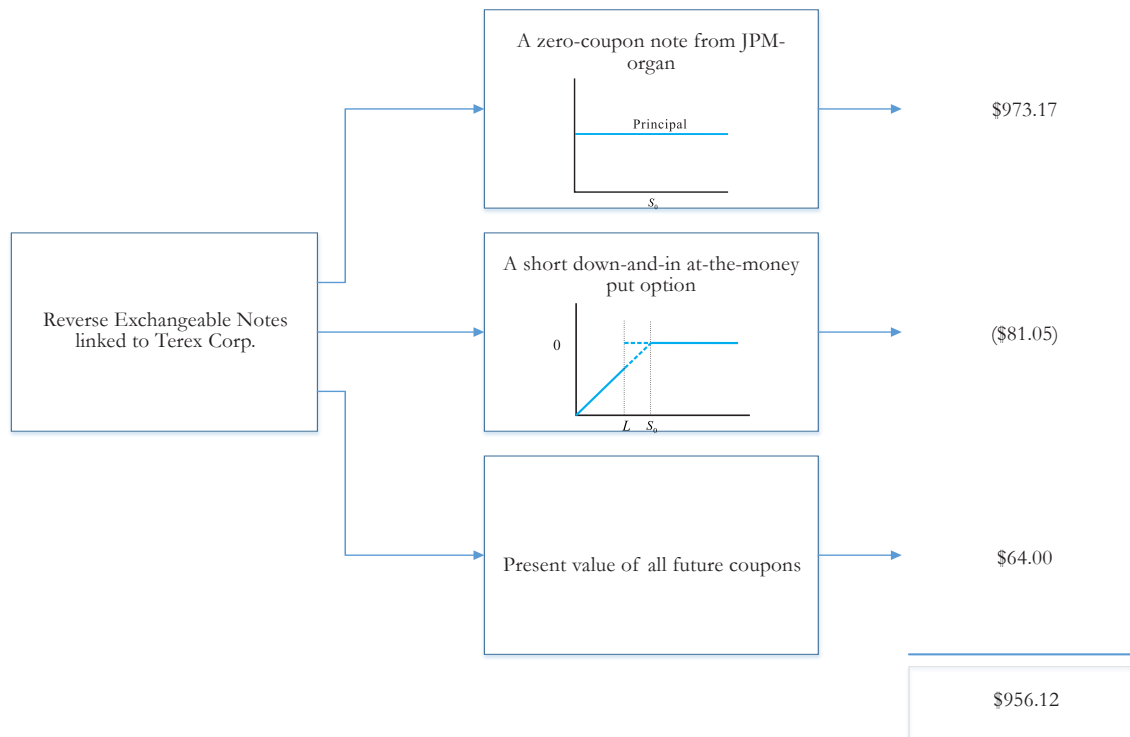 A zero-coupon note from JPM-
organ
Principal
S₀
$973.17
Reverse Exchangeable Notes
linked to Terex Corp.
A short down-and-in at-the-money
put option
0
L S₀
($81.05)
Present value of all future coupons
$64.00
$956.12